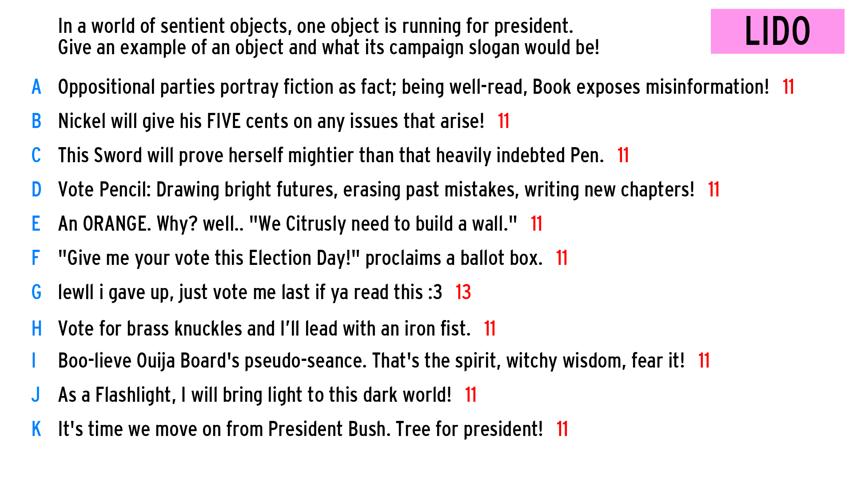 In a world of sentient objects, one object is running for president.
Give an example of an object and what its campaign slogan would be!
LIDO
A Oppositional parties portray fiction as fact; being well-read, Book exposes misinformation! 11
B Nickel will give his FIVE cents on any issues that arise! 11
C This Sword will prove herself mightier than that heavily indebted Pen. 11
D Vote Pencil: Drawing bright futures, erasing past mistakes, writing new chapters! 11
E An ORANGE. Why? well.. "We Citrusly need to build a wall." 11
F "Give me your vote this Election Day!" proclaims a ballot box. 11
G lewll i gave up, just vote me last if ya read this :3 13
H Vote for brass knuckles and I'll lead with an iron fist. 11
I Boo-lieve Ouija Board's pseudo-seance. That's the spirit, witchy wisdom, fear it! 11
J As a Flashlight, I will bring light to this dark world! 11
K It's time we move on from President Bush. Tree for president! 11